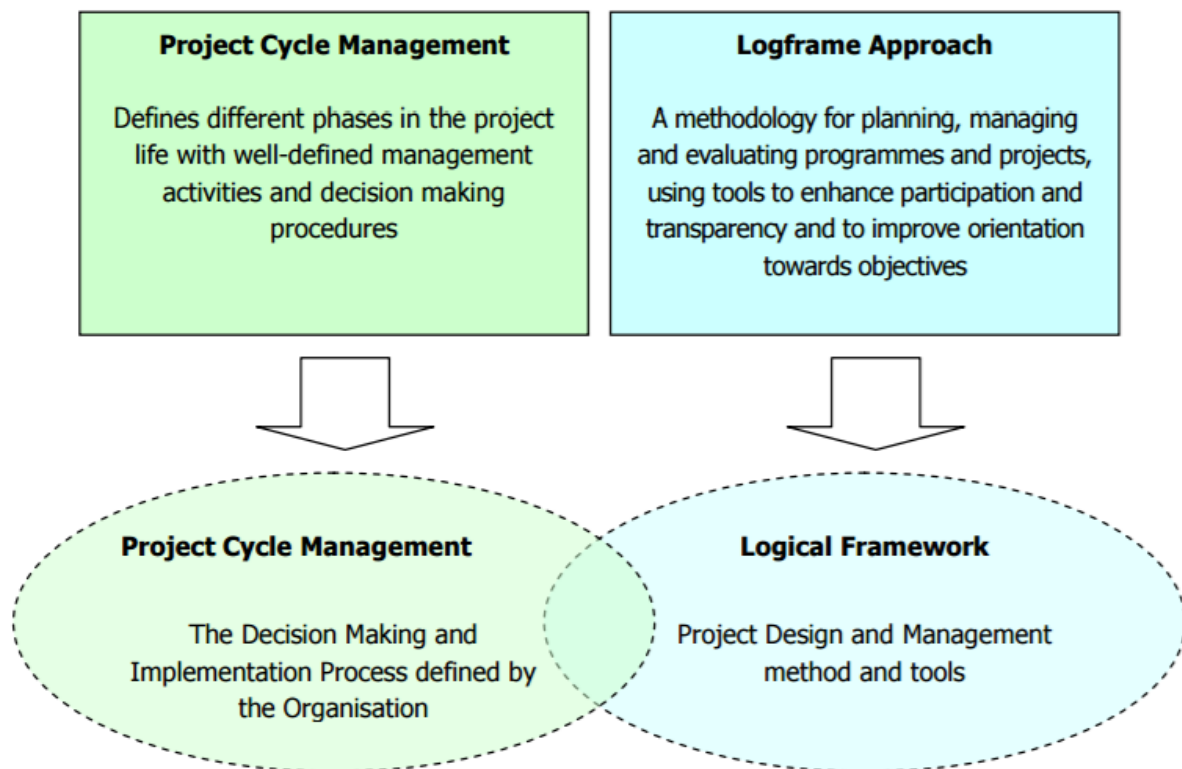 Project Cycle Management
Defines different phases in the project
life with well-defined management
activities and decision making
procedures
Logframe Approach
A methodology for planning, managing
and evaluating programmes and projects,
using tools to enhance participation and
transparency and to improve orientation
towards objectives
Project Cycle Management
The Decision Making and
Implementation Process defined by
the Organisation
Logical Framework
Project Design and Management
method and tools